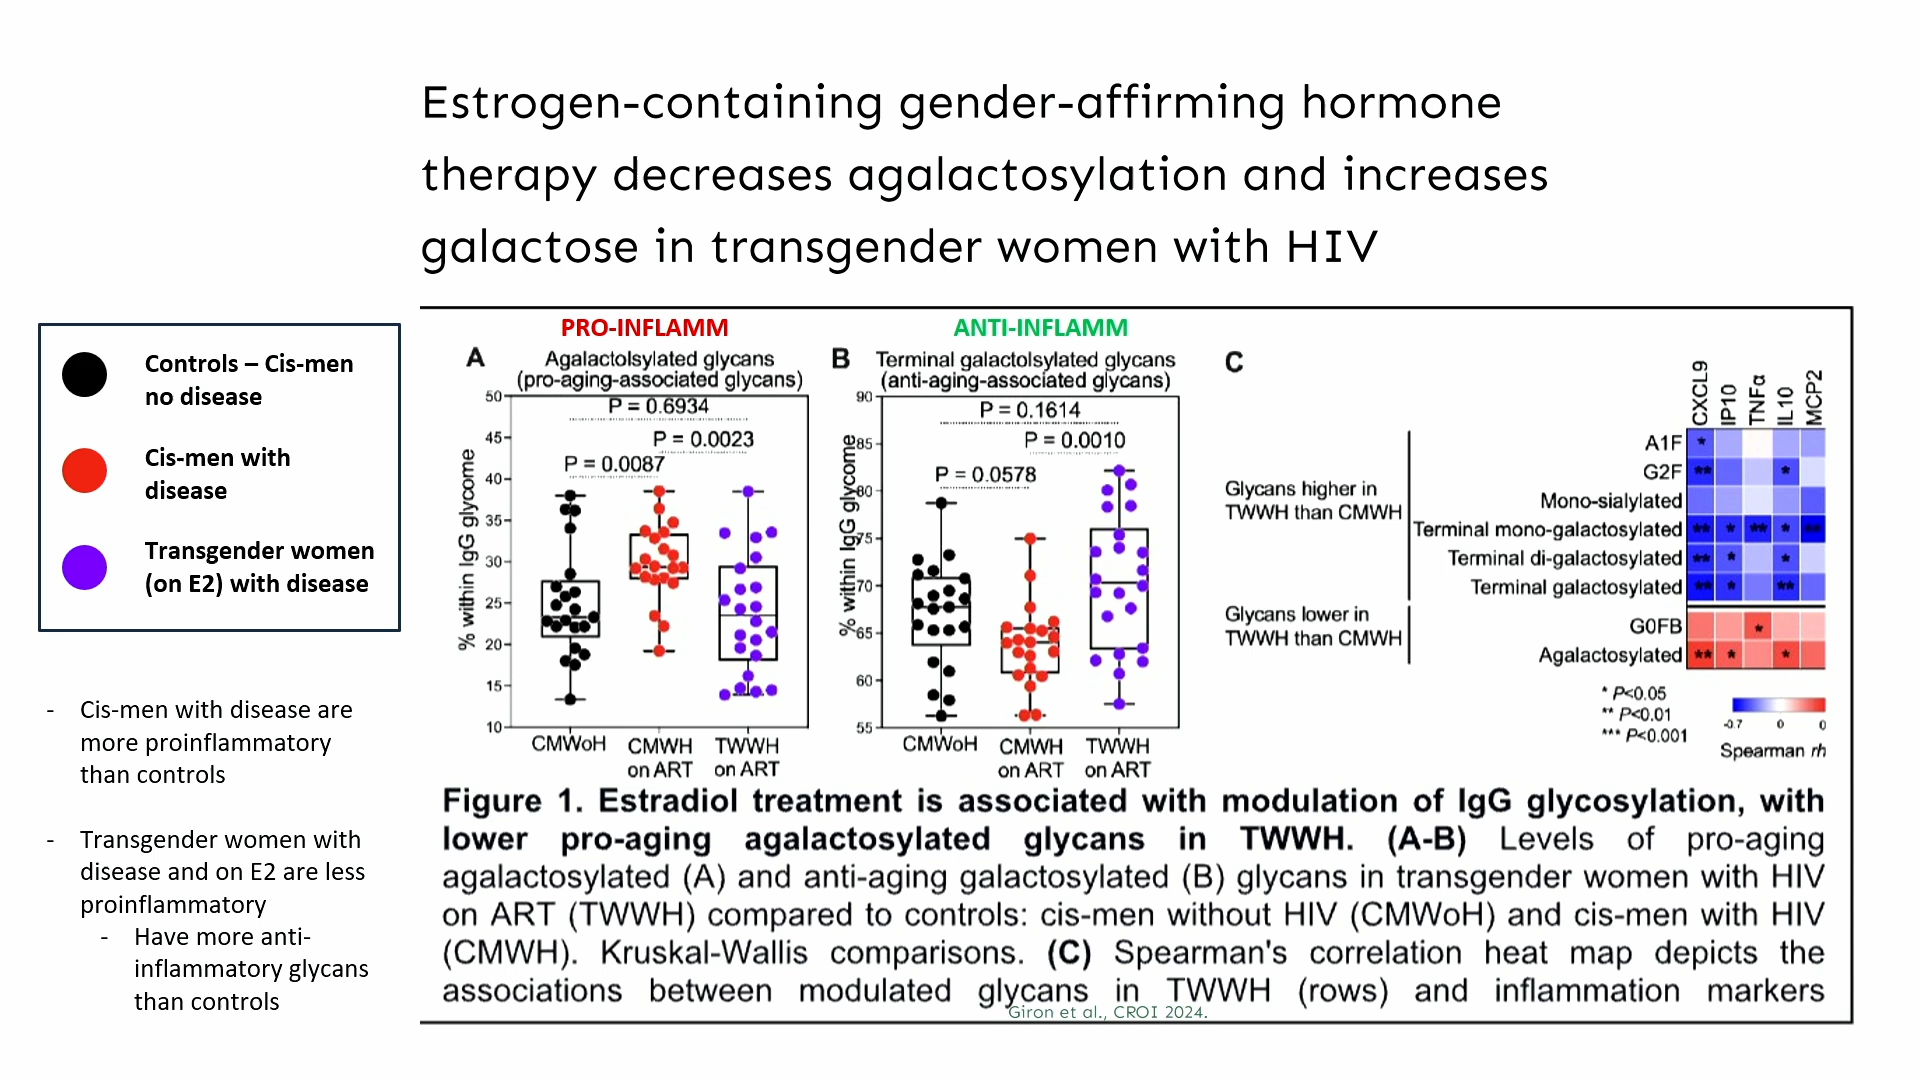 Estrogen-containing gender-affirming hormone
therapy decreases agalactosylation and increases
galactose in transgender women with HIV
Controls – Cis-men
no disease
Cis-men with
disease
Transgender women
(on E2) with disease
- Cis-men with disease are
more proinflammatory
than controls
- Transgender women with
disease and on E2 are less
proinflammatory
- Have more anti-
inflammatory glycans
than controls
PRO-INFLAMM
A
Agalactolsylated glycans
(pro-aging-associated glycans)
P = 0.6934
P = 0.0023
P = 0.0087
% within IgG glycome
50
45
40
35
30
25
20
15
10
CMWoH
CMWH
on ART
TWWH
on ART
ANTI-INFLAMM
B
Terminal galactolsylated glycans
(anti-aging-associated glycans)
P = 0.1614
P = 0.0010
P = 0.0578
% within IgG glycome
90
85
80
75
70
65
60
55
CMWoH
CMWH
on ART
TWWH
on ART
C
CXCL9
IP10
TNFα
IL10
MCP2
Glycans higher in
TWWH than CMWH
A1F
G2F
Mono-sialylated
Terminal mono-galactosylated
Terminal di-galactosylated
Terminal galactosylated
Glycans lower in
TWWH than CMWH
G0FB
Agalactosylated
* P<0.05
** P<0.01
*** P<0.001
-0.7 0 0
Spearman rh
Figure 1. Estradiol treatment is associated with modulation of IgG glycosylation, with
lower pro-aging agalactosylated glycans in TWWH. (A-B) Levels of pro-aging
agalactosylated (A) and anti-aging galactosylated (B) glycans in transgender women with HIV
on ART (TWWH) compared to controls: cis-men without HIV (CMWoH) and cis-men with HIV
(CMWH). Kruskal-Wallis comparisons. (C) Spearman's correlation heat map depicts the
associations between modulated glycans in TWWH (rows) and inflammation markers
Giron et al., CROI 2024.